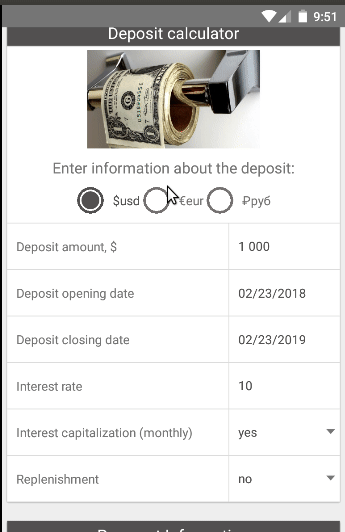 9:51
Deposit calculator
Enter information about the deposit:
$usd €eur ₽руб
Deposit amount, $ 1 000
Deposit opening date 02/23/2018
Deposit closing date 02/23/2019
Interest rate 10
Interest capitalization (monthly) yes
Replenishment no